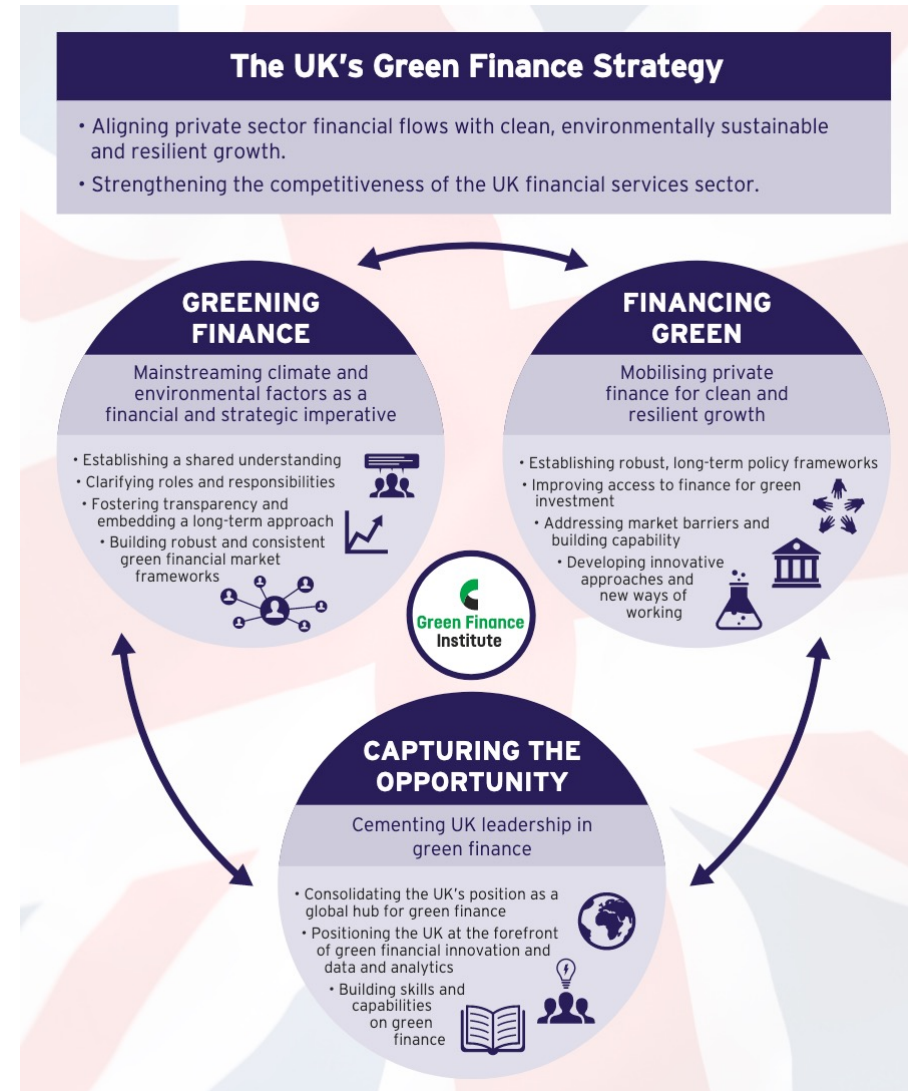 The UK's Green Finance Strategy
• Aligning private sector financial flows with clean, environmentally sustainable
and resilient growth.
• Strengthening the competitiveness of the UK financial services sector.
GREENING
FINANCE
Mainstreaming climate and
environmental factors as a
financial and strategic imperative
• Establishing a shared understanding
• Clarifying roles and responsibilities
• Fostering transparency and
embedding a long-term approach
• Building robust and consistent
green financial market
frameworks
FINANCING
GREEN
Mobilising private
finance for clean and
resilient growth
• Establishing robust, long-term policy frameworks
• Improving access to finance for green
investment
• Addressing market barriers and
building capability
• Developing innovative
approaches and
new ways of
working
Green Finance
Institute
CAPTURING THE
OPPORTUNITY
Cementing UK leadership in
green finance
• Consolidating the UK's position as a
global hub for green finance
• Positioning the UK at the forefront
of green financial innovation and
data and analytics
• Building skills and
capabilities
on green
finance